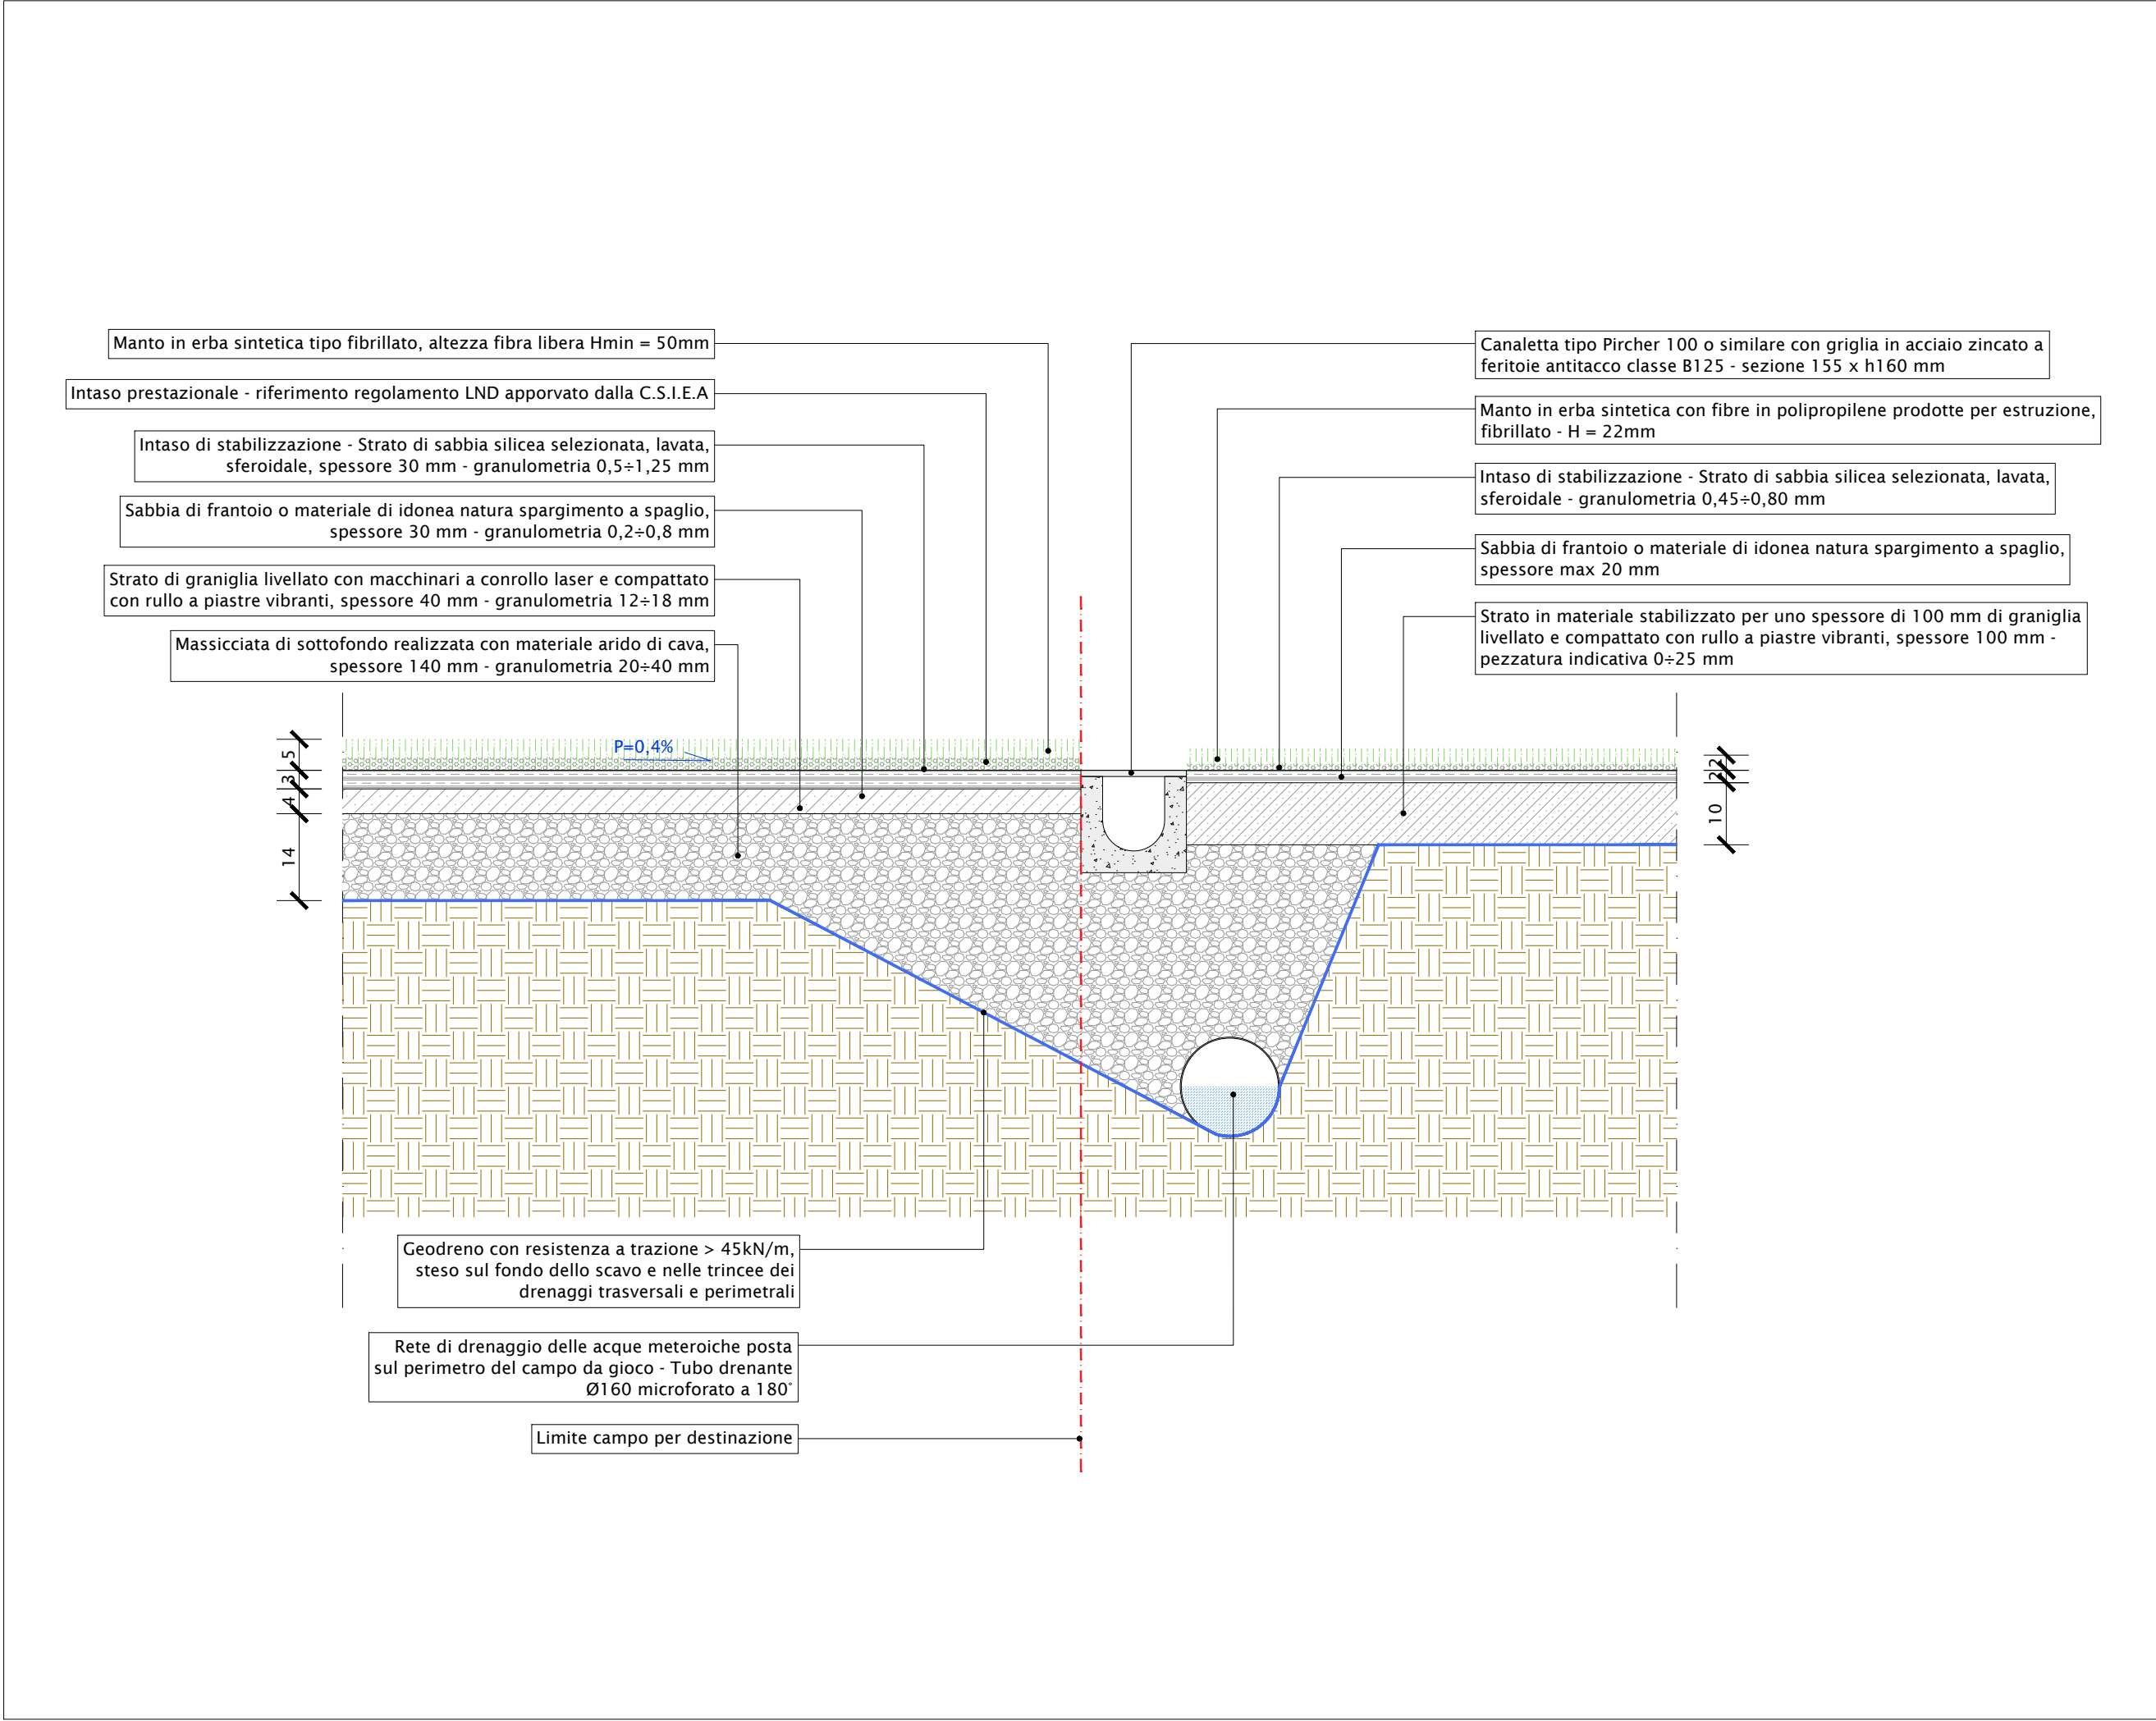 Manto in erba sintetica tipo fibrillato, altezza fibra libera Hmin = 50mm
Intaso prestazionale - riferimento regolamento LND apporvato dalla C.S.I.E.A
Intaso di stabilizzazione - Strato di sabbia silicea selezionata, lavata,
sferoidale, spessore 30 mm - granulometria 0,5÷1,25 mm
Sabbia di frantoio o materiale di idonea natura spargimento a spaglio,
spessore 30 mm - granulometria 0,2÷0,8 mm
Strato di graniglia livellato con macchinari a conrollo laser e compattato
con rullo a piastre vibranti, spessore 40 mm - granulometria 12÷18 mm
Massicciata di sottofondo realizzata con materiale arido di cava,
spessore 140 mm - granulometria 20÷40 mm
Canaletta tipo Pircher 100 o similare con griglia in acciaio zincato a
feritoie antitacco classe B125 - sezione 155 x h160 mm
Manto in erba sintetica con fibre in polipropilene prodotte per estruzione,
fibrillato - H = 22mm
Intaso di stabilizzazione - Strato di sabbia silicea selezionata, lavata,
sferoidale - granulometria 0,45÷0,80 mm
Sabbia di frantoio o materiale di idonea natura spargimento a spaglio,
spessore max 20 mm
Strato in materiale stabilizzato per uno spessore di 100 mm di graniglia
livellato e compattato con rullo a piastre vibranti, spessore 100 mm -
pezzatura indicativa 0÷25 mm
P=0,4%
5
3
4
14
2
2
10
Geodreno con resistenza a trazione > 45kN/m,
steso sul fondo dello scavo e nelle trincee dei
drenaggi trasversali e perimetrali
Rete di drenaggio delle acque meteroiche posta
sul perimetro del campo da gioco - Tubo drenante
Ø160 microforato a 180°
Limite campo per destinazione